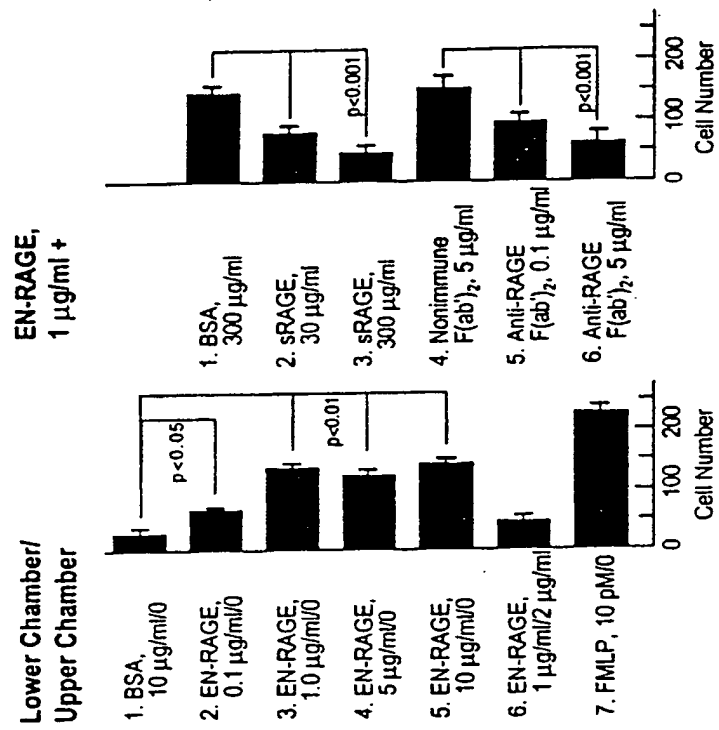 Lower Chamber/
Upper Chamber
1. BSA,
10 µg/ml/0
2. EN-RAGE,
0.1 µg/ml/0
3. EN-RAGE,
1.0 µg/ml/0
4. EN-RAGE,
5 µg/ml/0
5. EN-RAGE,
10 µg/ml/0
6. EN-RAGE,
1 µg/ml/2 µg/ml
7. FMLP, 10 pM/0
p<0.05
p<0.01
0
100
200
Cell Number
EN-RAGE,
1 µg/ml +
1. BSA,
300 µg/ml
2. sRAGE,
30 µg/ml
3. sRAGE,
300 µg/ml
4. Nonimmune
F(ab')₂, 5 µg/ml
5. Anti-RAGE
F(ab')₂, 0.1 µg/ml
6. Anti-RAGE
F(ab')₂, 5 µg/ml
p<0.001
p<0.001
0
100
200
Cell Number